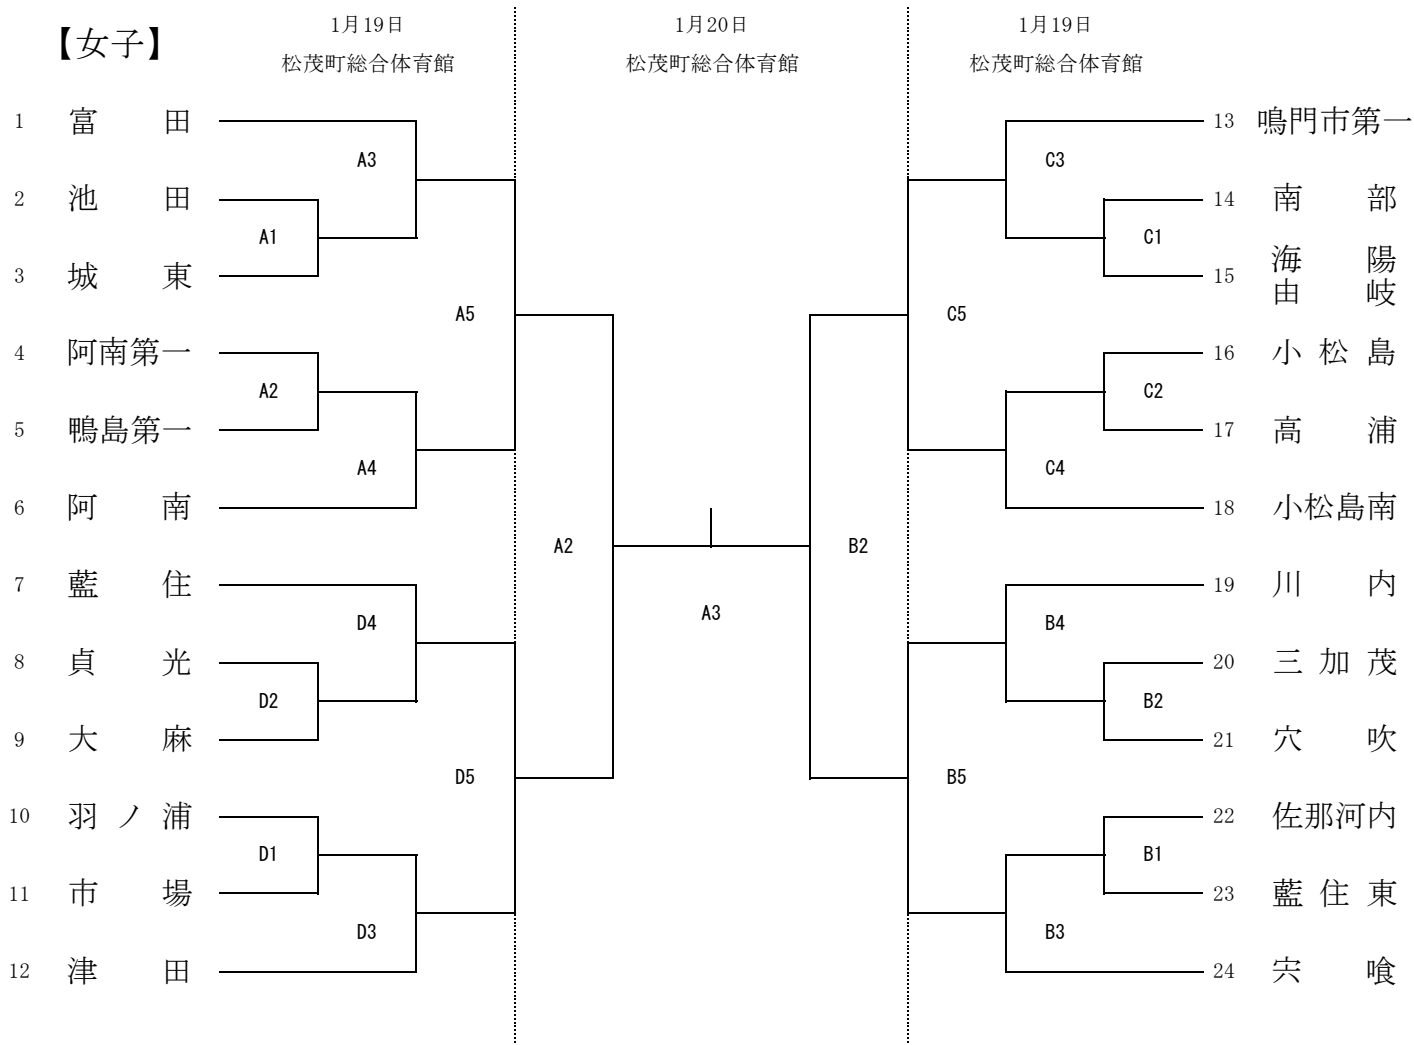 【女子】
1月19日
松茂町総合体育館
1月20日
松茂町総合体育館
1月19日
松茂町総合体育館
1 富田
2 池田
3 城東
4 阿南第一
5 鴨島第一
6 阿南
7 藍住
8 貞光
9 大麻
10 羽ノ浦
11 市場
12 津田
A3
A1
A5
A2
A4
D4
D2
D5
D1
D3
A2
A3
B2
C3
C1
C5
C2
C4
B4
B2
B5
B1
B3
13 鳴門市第一
14 南部
15 海陽
由岐
16 小松島
17 高浦
18 小松島南
19 川内
20 三加茂
21 穴吹
22 佐那河内
23 藍住東
24 宍喰